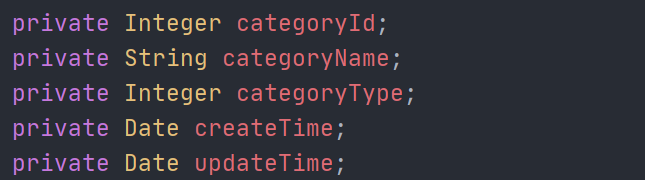 private Integer categoryId;
private String categoryName;
private Integer categoryType;
private Date createTime;
private Date updateTime;